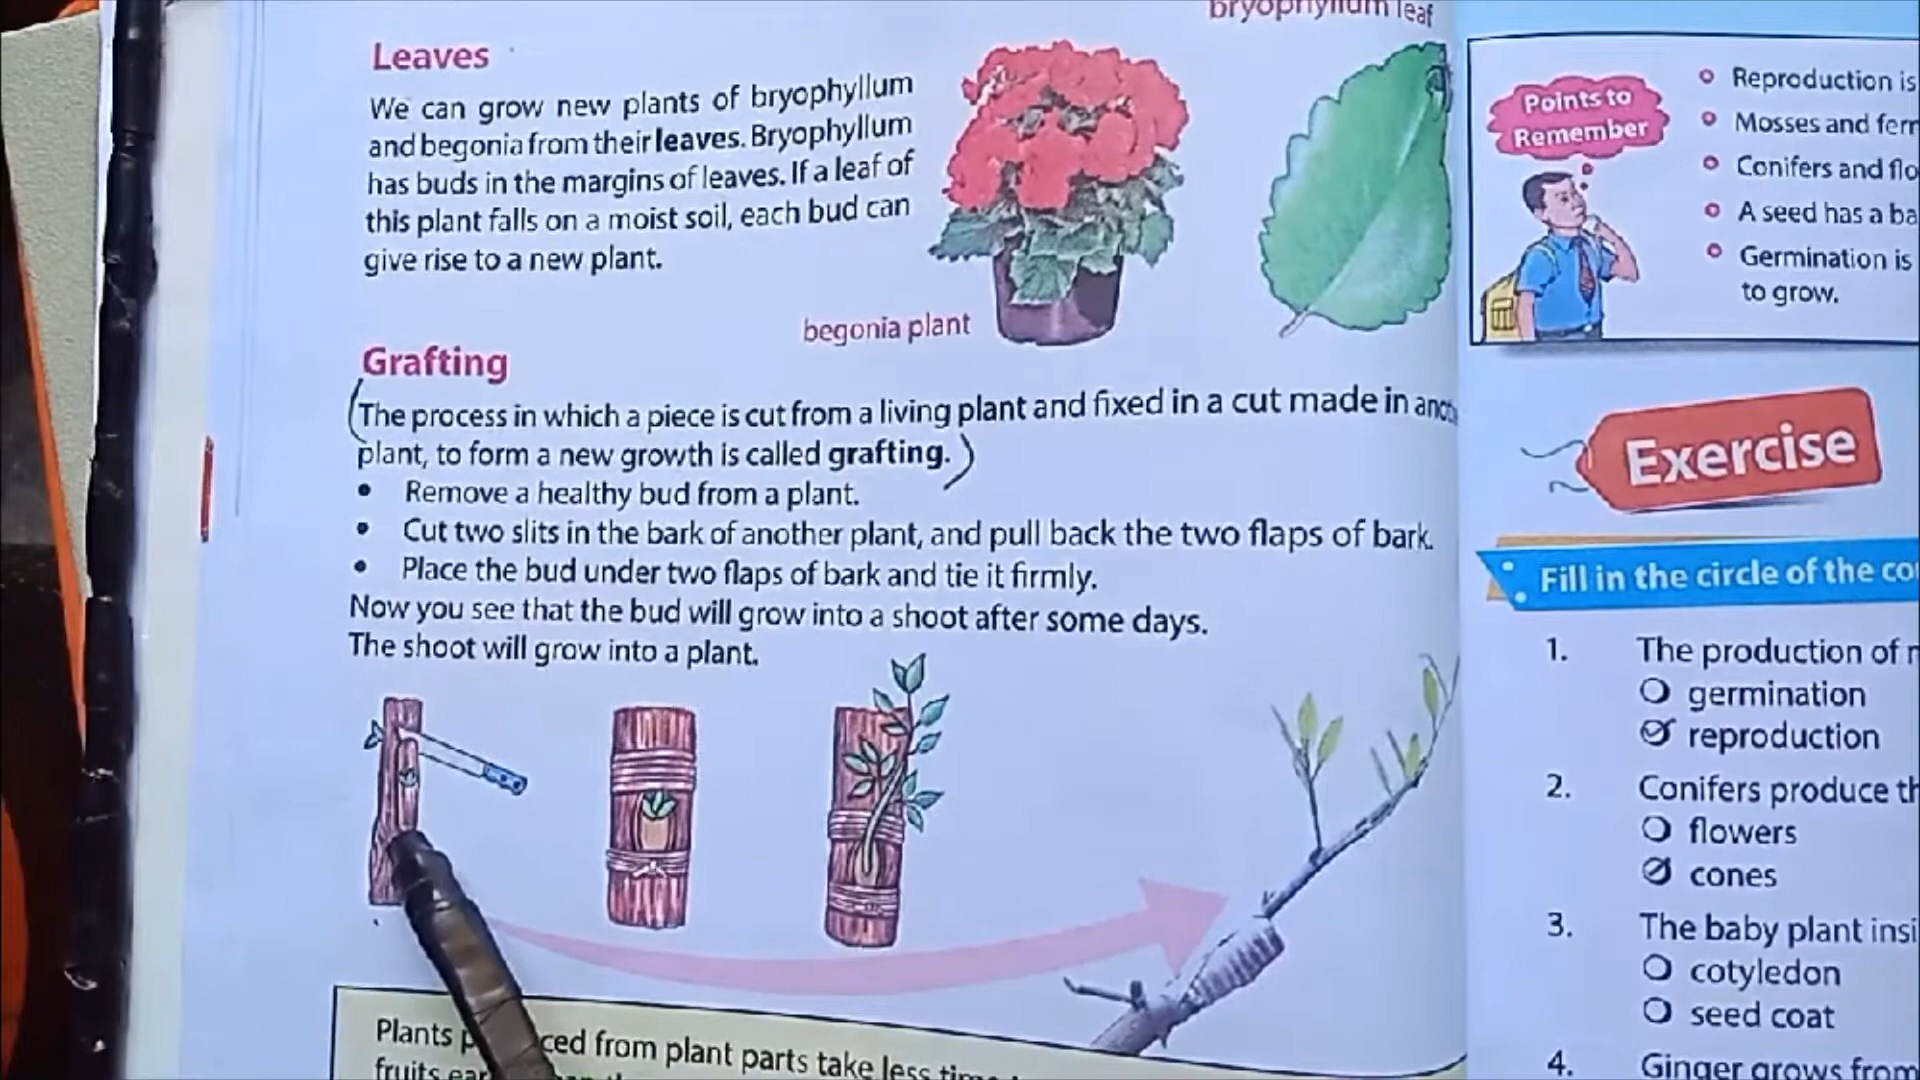 bryophyllum leaf
Leaves
We can grow new plants of bryophyllum
and begonia from their leaves. Bryophyllum
has buds in the margins of leaves. If a leaf of
this plant falls on a moist soil, each bud can
give rise to a new plant.
begonia plant
Grafting
The process in which a piece is cut from a living plant and fixed in a cut made in
plant, to form a new growth is called grafting.
• Remove a healthy bud from a plant.
• Cut two slits in the bark of another plant, and pull back the two flaps of bark.
• Place the bud under two flaps of bark and tie it firmly.
Now you see that the bud will grow into a shoot after some days.
The shoot will grow into a plant.
Plants from plant parts take less
fruits
Points to
Remember
Reproduction is
Mosses and
Conifers and
A seed has a
Germination is
to grow.
Exercise
Fill in the circle of the
1. The production of
germination
reproduction
2. Conifers produce
flowers
cones
3. The baby plant
cotyledon
seed coat
4. Ginger grows from